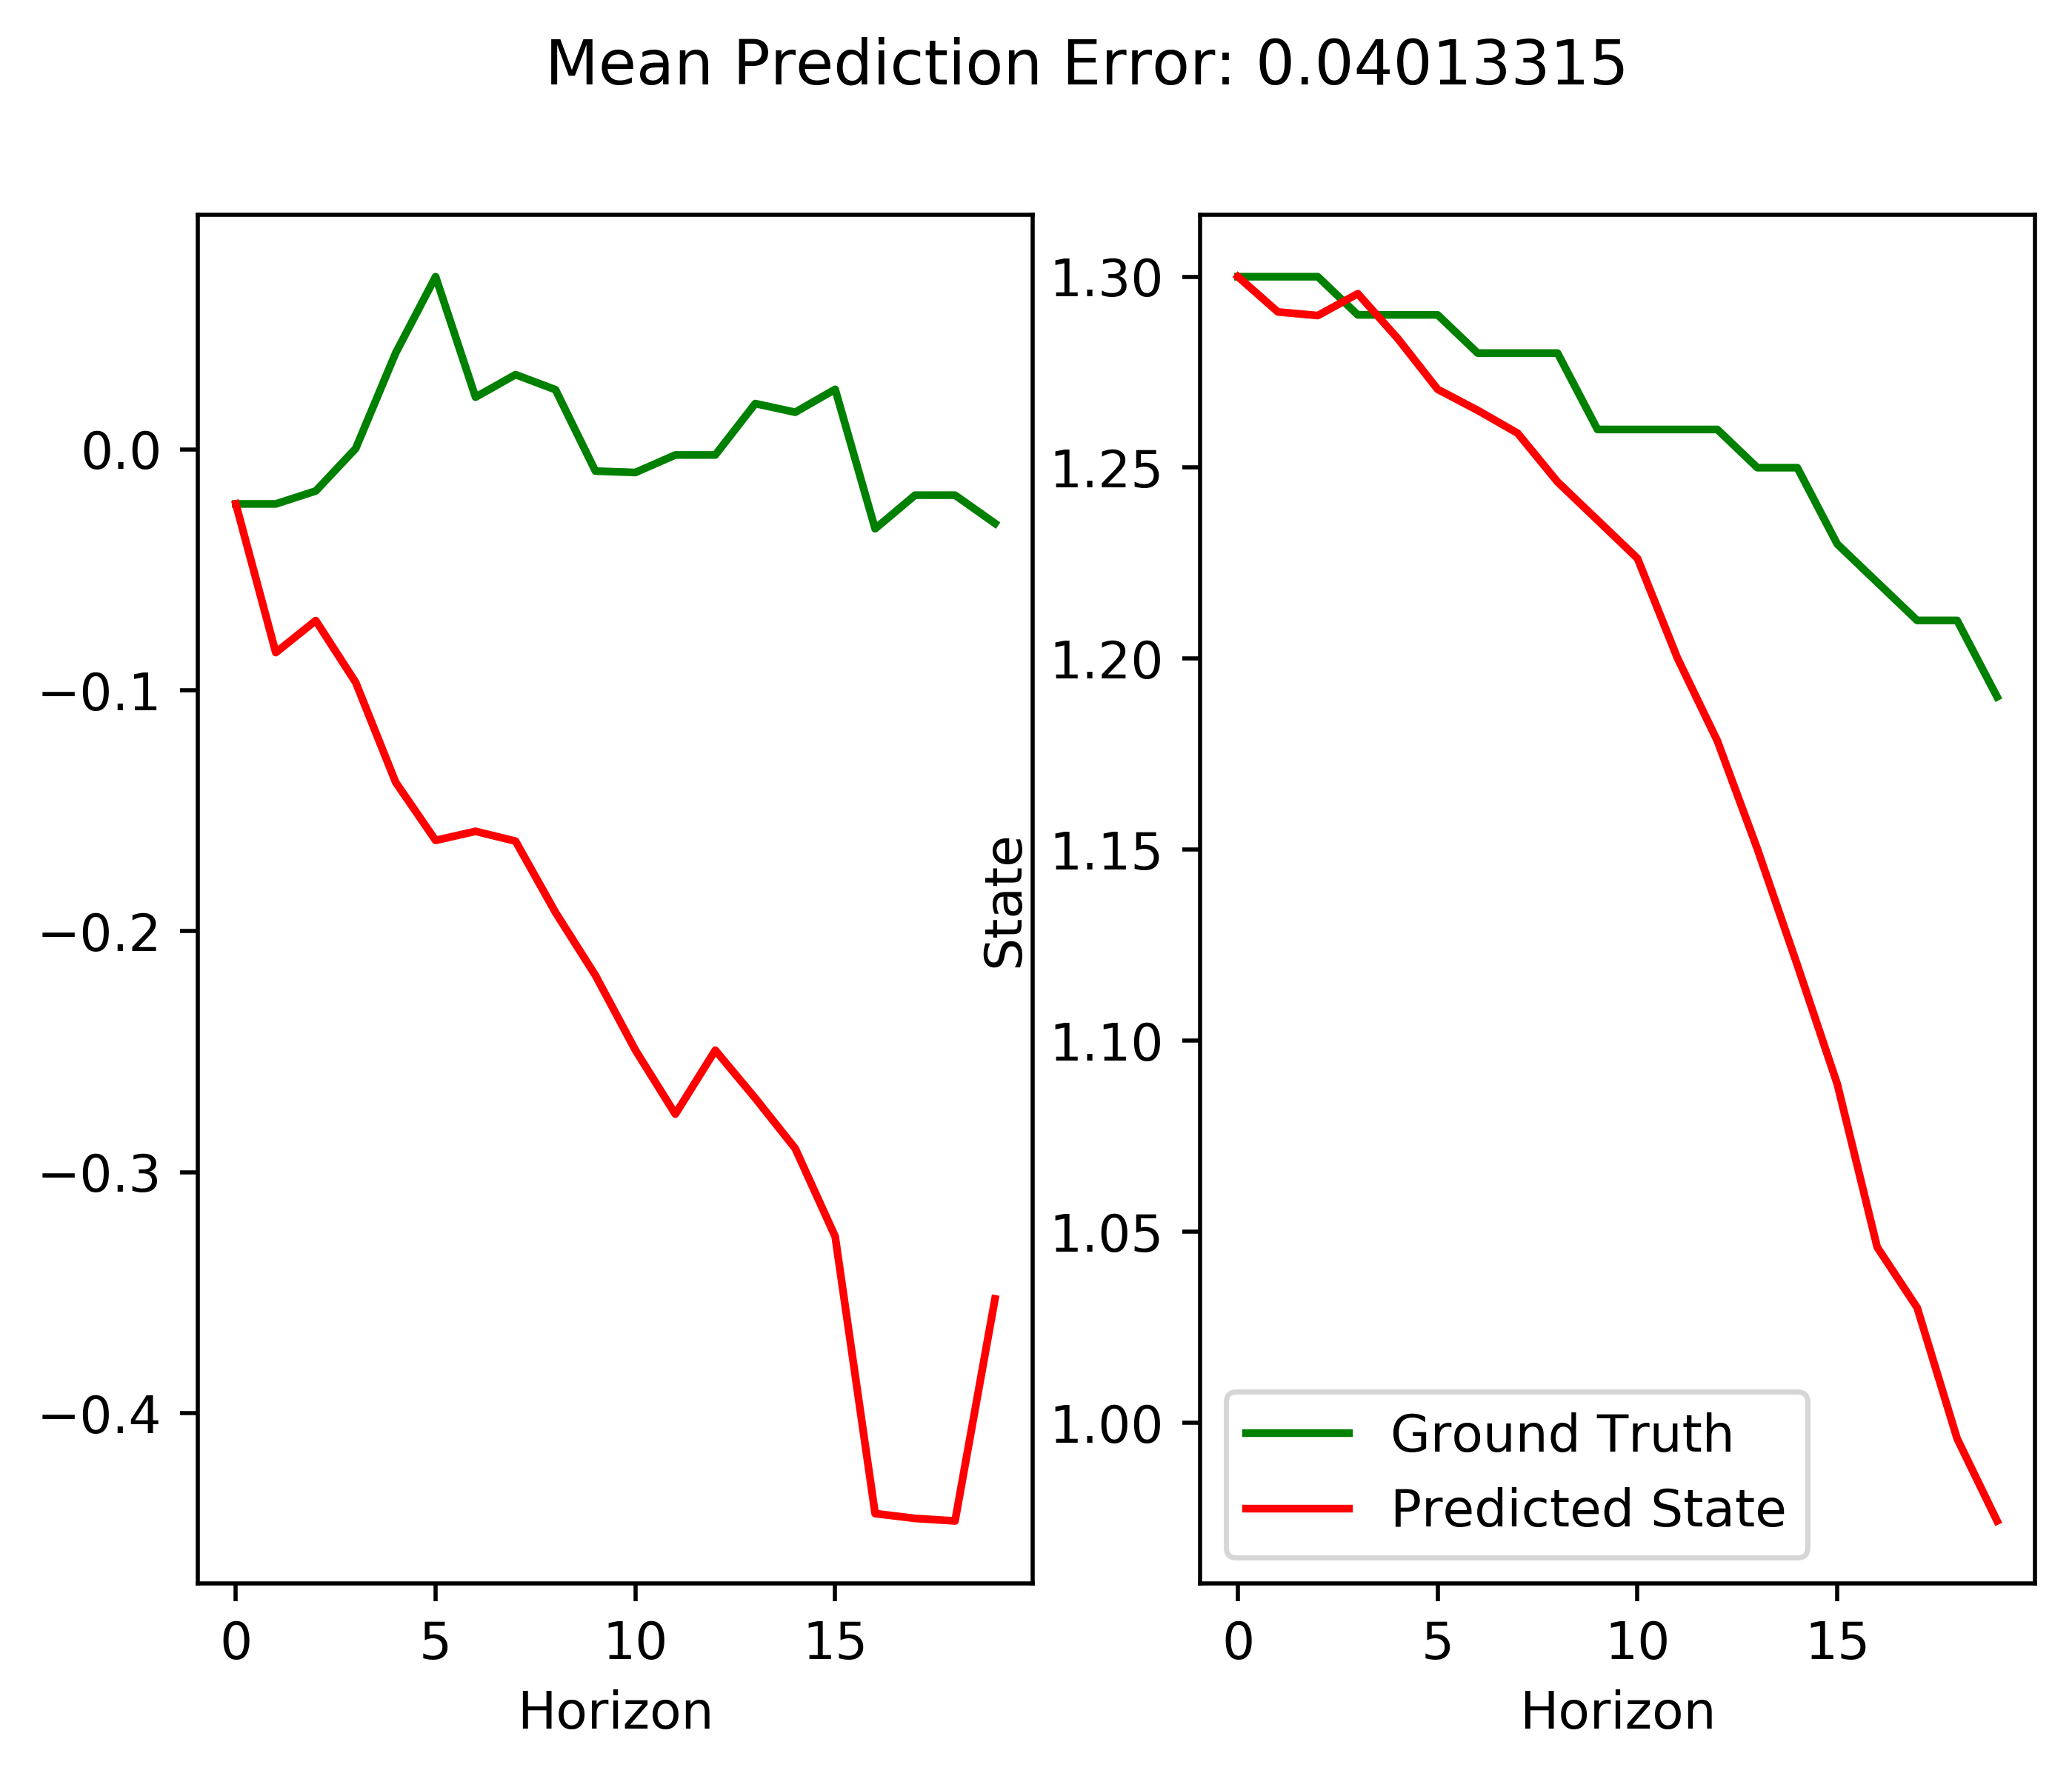 Mean Prediction Error: 0.04013315
0.0
−0.1
−0.2
−0.3
−0.4
0 5 10 15
Horizon
State
1.30
1.25
1.20
1.15
1.10
1.05
1.00
Ground Truth
Predicted State
0 5 10 15
Horizon